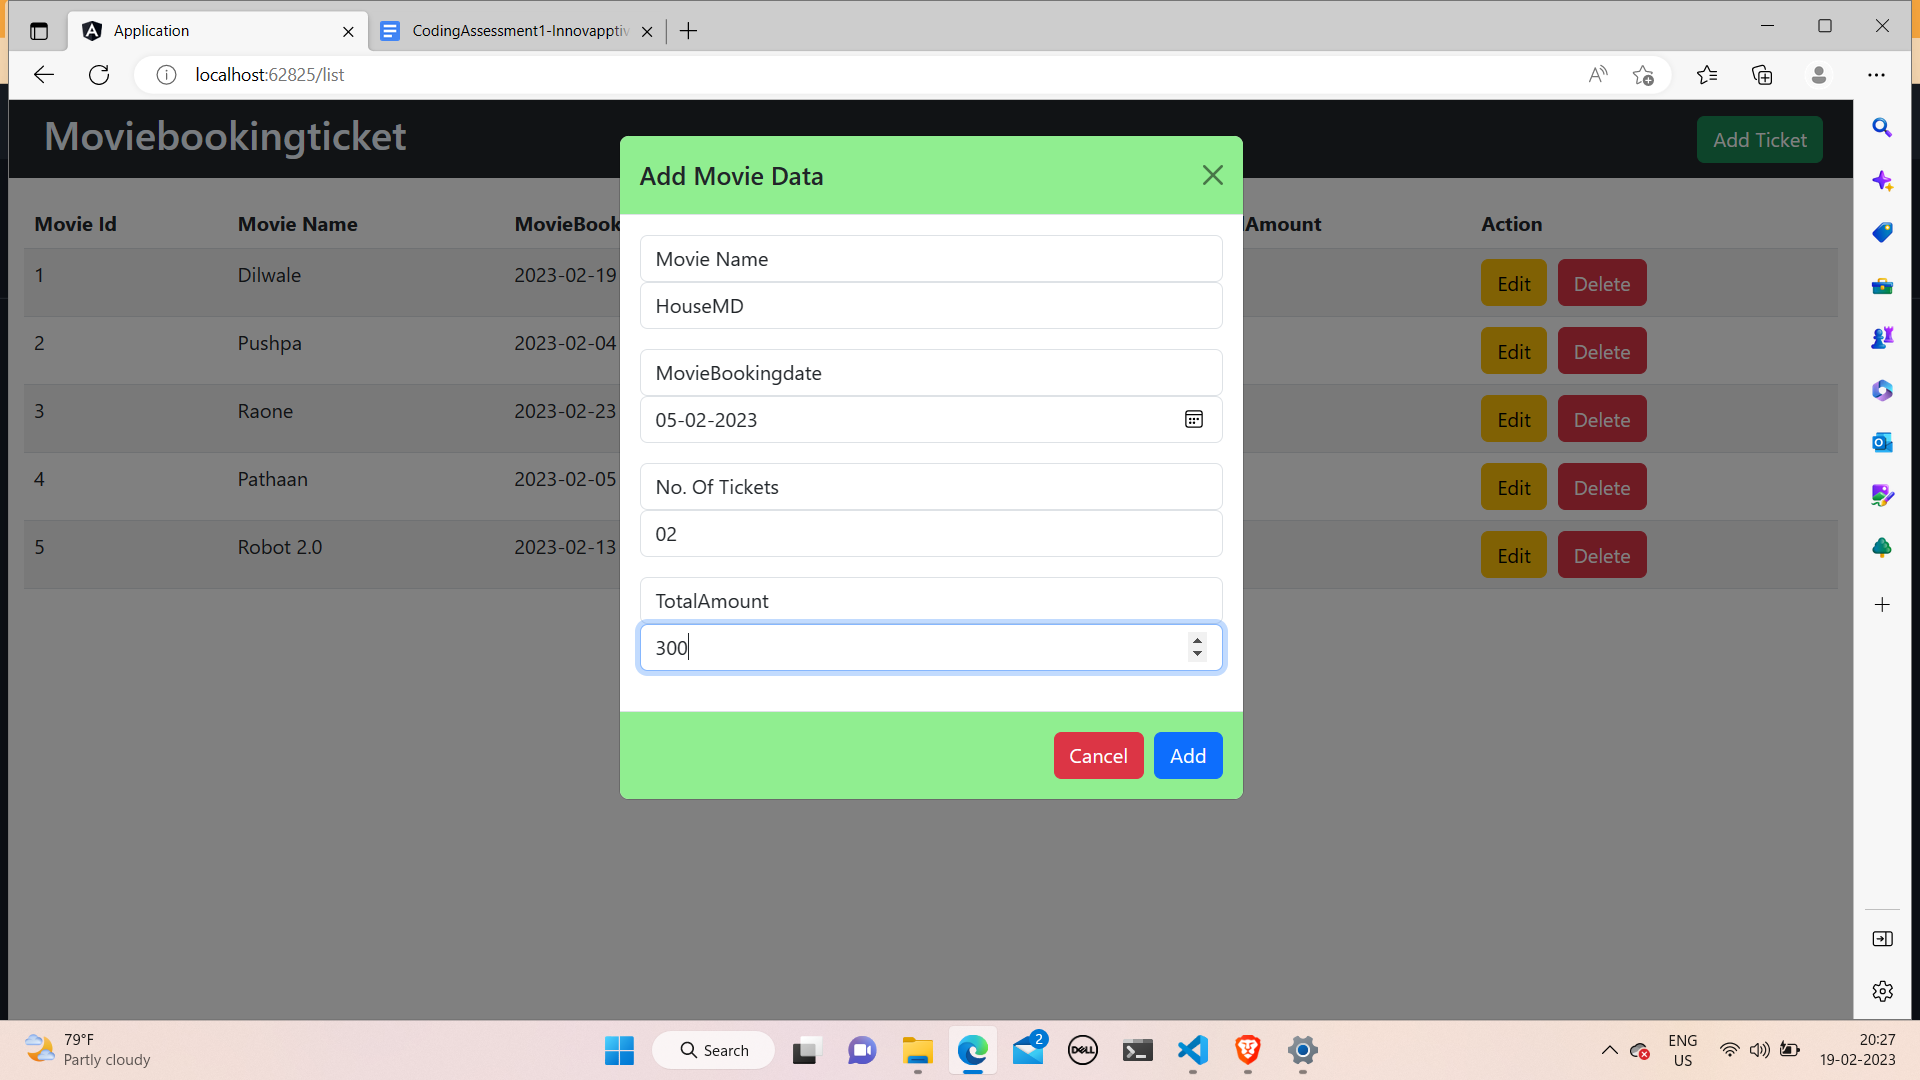 Application
CodingAssessment1-Innovapptiv
localhost:62825/list
Moviebookingticket
Add Ticket
Add Movie Data
Movie Id Movie Name MovieBook lAmount Action
1 Dilwale 2023-02-19 Edit Delete
2 Pushpa 2023-02-04 Edit Delete
3 Raone 2023-02-23 Edit Delete
4 Pathaan 2023-02-05 Edit Delete
5 Robot 2.0 2023-02-13 Edit Delete
Movie Name
HouseMD
MovieBookingdate
05-02-2023
No. Of Tickets
02
TotalAmount
300
Cancel Add
79°F
Partly cloudy
Search
2
DELL
ENG
US
20:27
19-02-2023